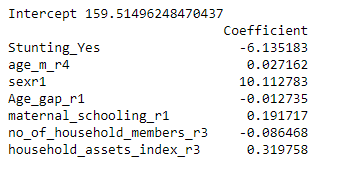 Intercept 159.51496248470437
Coefficient
Stunting_Yes -6.135183
age_m_r4 0.027162
sexr1 10.112783
Age_gap_r1 -0.012735
maternal_schooling_r1 0.191717
no_of_household_members_r3 -0.086468
household_assets_index_r3 0.319758